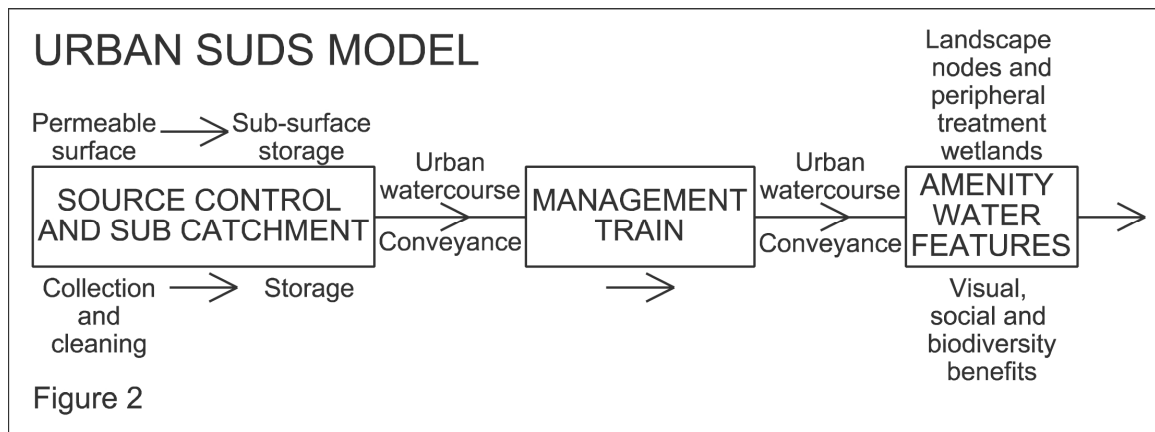 URBAN SUDS MODEL
Permeable
surface
Sub-surface
storage
SOURCE CONTROL
AND SUB CATCHMENT
Collection
and
cleaning
Storage
Urban
watercourse
Conveyance
MANAGEMENT
TRAIN
Urban
watercourse
Conveyance
Landscape
nodes and
peripheral
treatment
wetlands
AMENITY
WATER
FEATURES
Visual,
social and
biodiversity
benefits
Figure 2